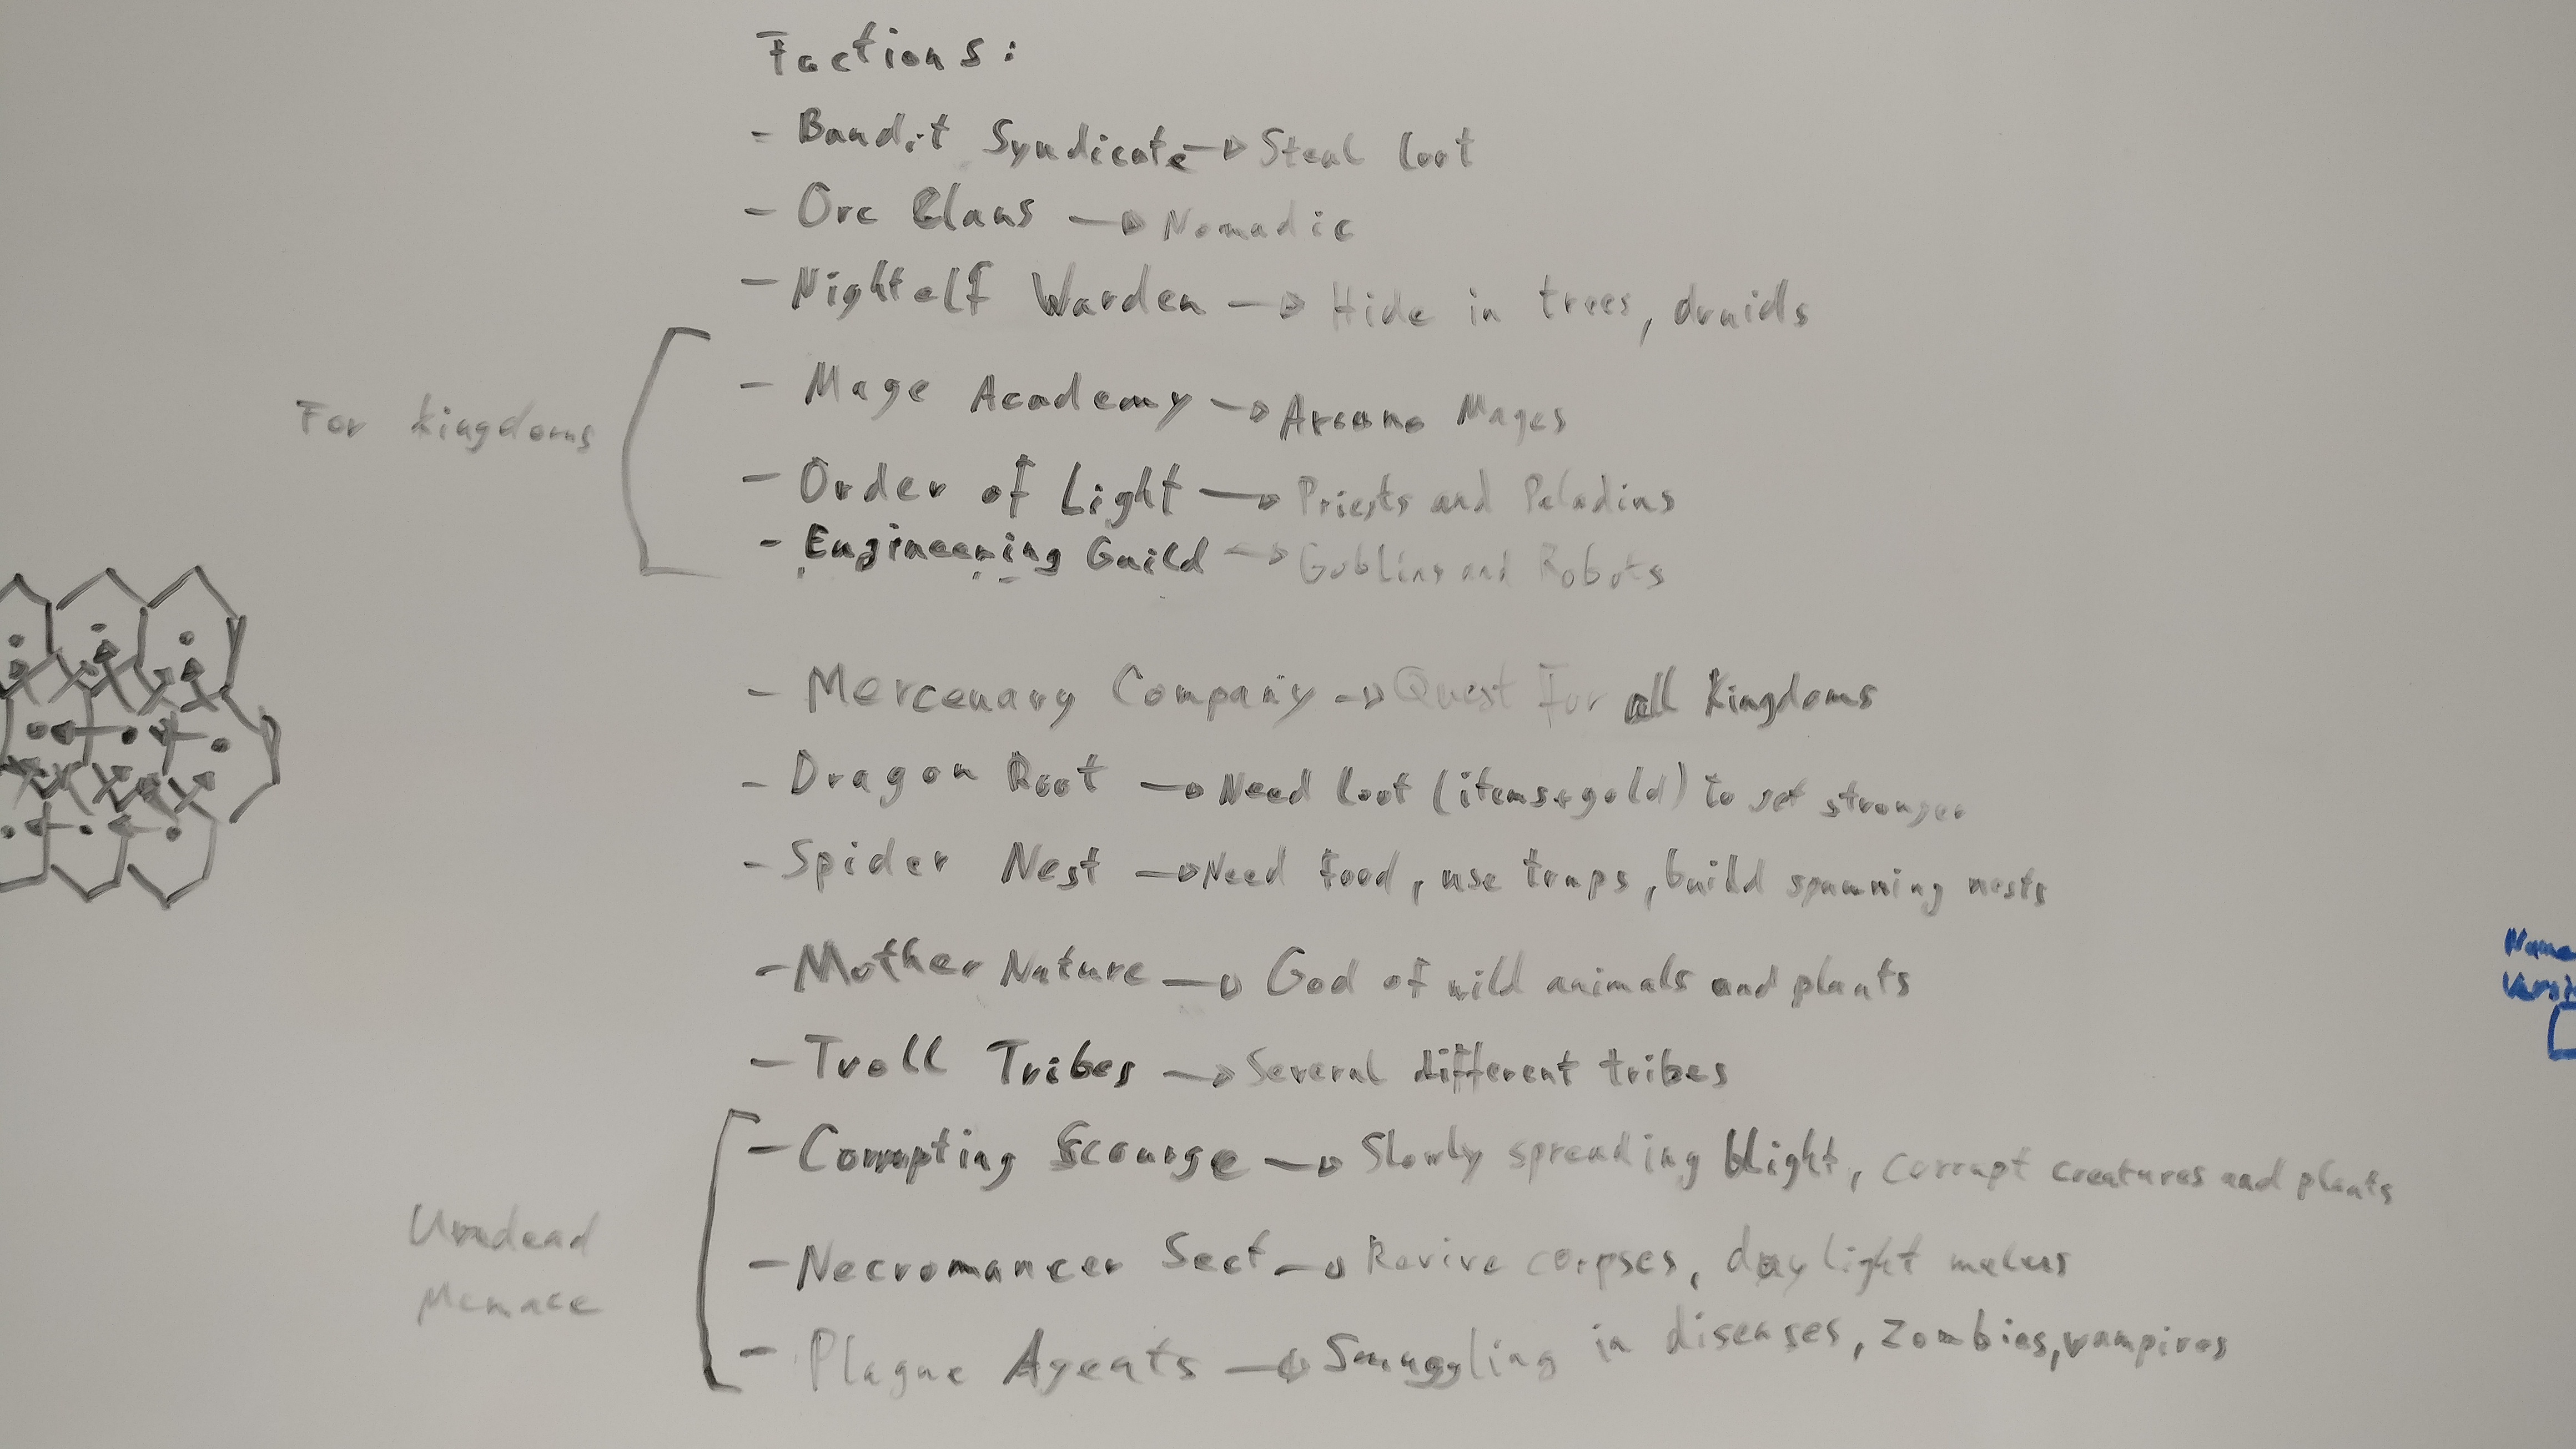 Factions:
- Bandit Syndicate → Steal loot
- Orc Clans → Nomadic
- Nightelf Warden → Hide in trees, druids
For kingdoms
- Mage Academy → Arcane Mages
- Order of Light → Priests and Paladins
- Engineering Guild → Goblins and Robots
- Mercenary Company → Quest for all kingdoms
- Dragon Root → Need loot (items+gold) to get stronger
- Spider Nest → Need food, use traps, build spawning nests
- Mother Nature → God of wild animals and plants
- Troll Tribes → Several different tribes
Undead
Menace
- Corrupting Scourge → Slowly spreading blight, corrupt creatures and plants
- Necromancer Sect → Revive corpses, daylight makes
- Plague Agents → Smuggling in diseases, zombies, vampires
Name